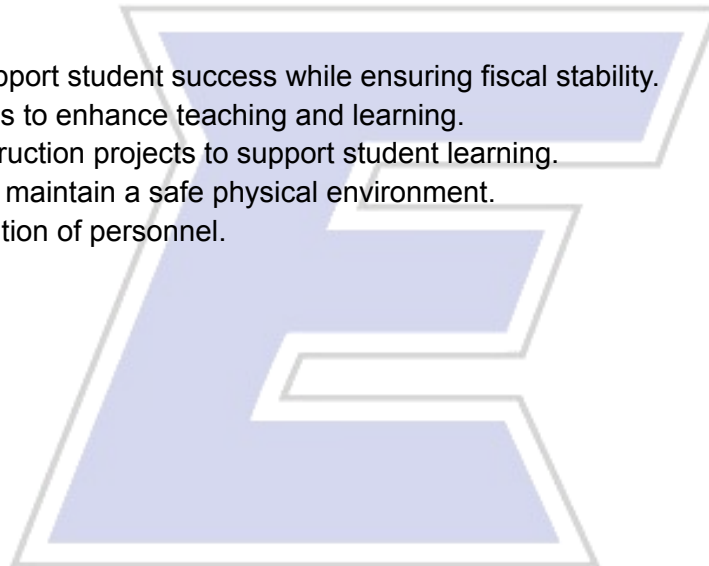 port student success while ensuring fiscal stability.
s to enhance teaching and learning.
ruction projects to support student learning.
maintain a safe physical environment.
tion of personnel.
E